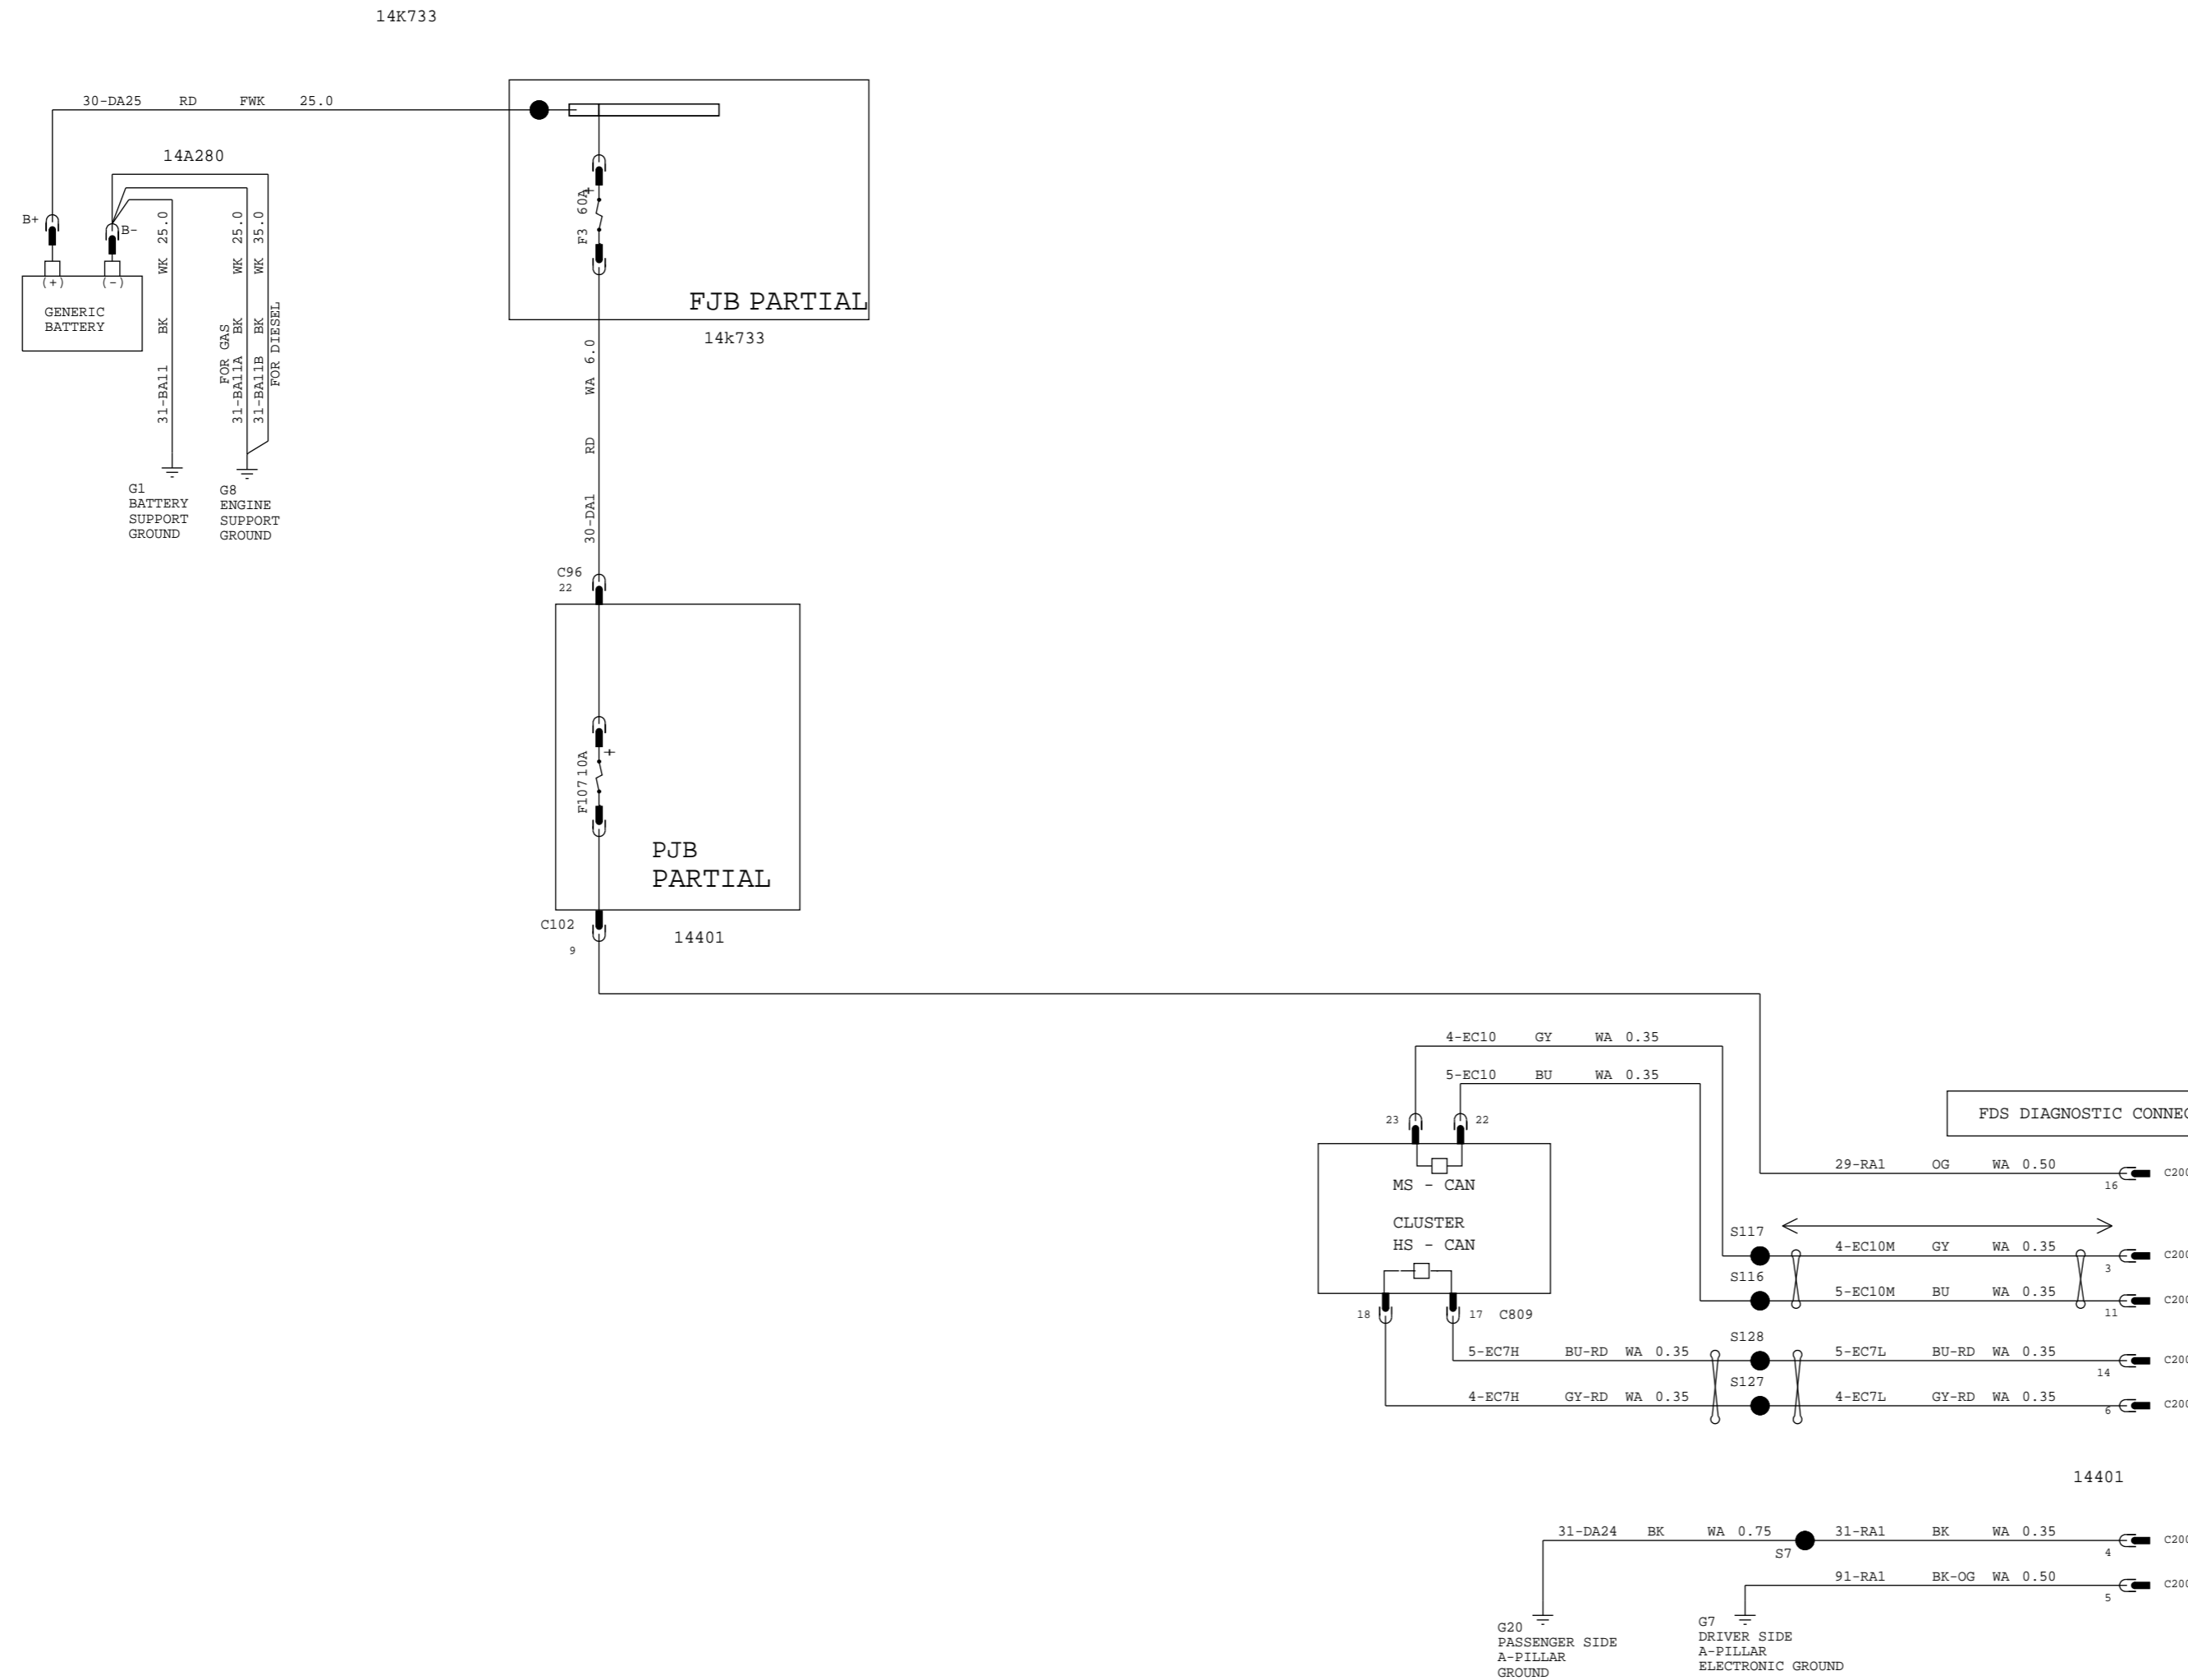 14K733
30-DA25 RD FWK 25.0
14A280
B+
B-
(+)
(-)
GENERIC
BATTERY
31-BA11 BK WK 25.0
FOR GAS
31-BA11A BK WK 25.0
31-BA11B BK WK 35.0
FOR DIESEL
G1
BATTERY
SUPPORT
GROUND
G8
ENGINE
SUPPORT
GROUND
F3 60A
+
FJB PARTIAL
14k733
30-DA1 RD WA 6.0
C96
22
F107 10A
+
PJB
PARTIAL
C102
9
14401
4-EC10 GY WA 0.35
5-EC10 BU WA 0.35
23
22
MS - CAN
CLUSTER
HS - CAN
18
17
C809
FDS DIAGNOSTIC CONNEC
29-RA1 OG WA 0.50
16
C200
S117
4-EC10M GY WA 0.35
3
C200
S116
5-EC10M BU WA 0.35
11
C200
S128
5-EC7H BU-RD WA 0.35
5-EC7L BU-RD WA 0.35
14
C200
S127
4-EC7H GY-RD WA 0.35
4-EC7L GY-RD WA 0.35
6
C200
14401
31-DA24 BK WA 0.75
S7
31-RA1 BK WA 0.35
4
C200
91-RA1 BK-OG WA 0.50
5
C200
G20
PASSENGER SIDE
A-PILLAR
GROUND
G7
DRIVER SIDE
A-PILLAR
ELECTRONIC GROUND